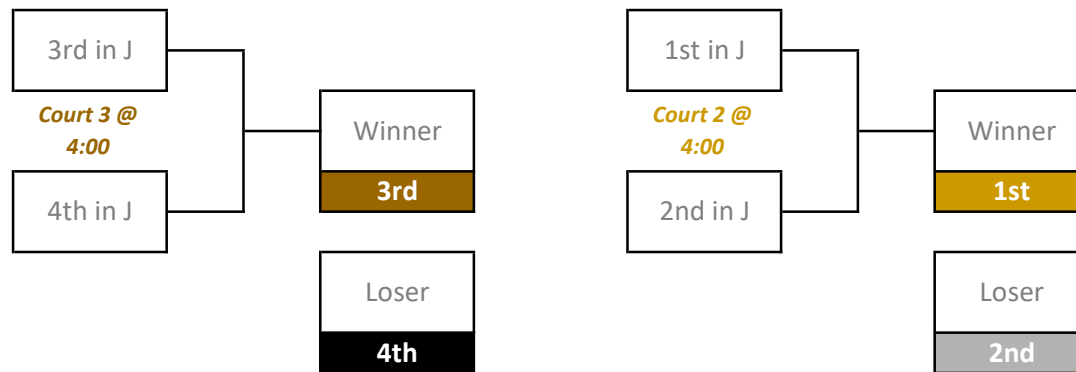 3rd in J
Court 3 @
4:00
4th in J
Winner
3rd
Loser
4th
1st in J
Court 2 @
4:00
2nd in J
Winner
1st
Loser
2nd